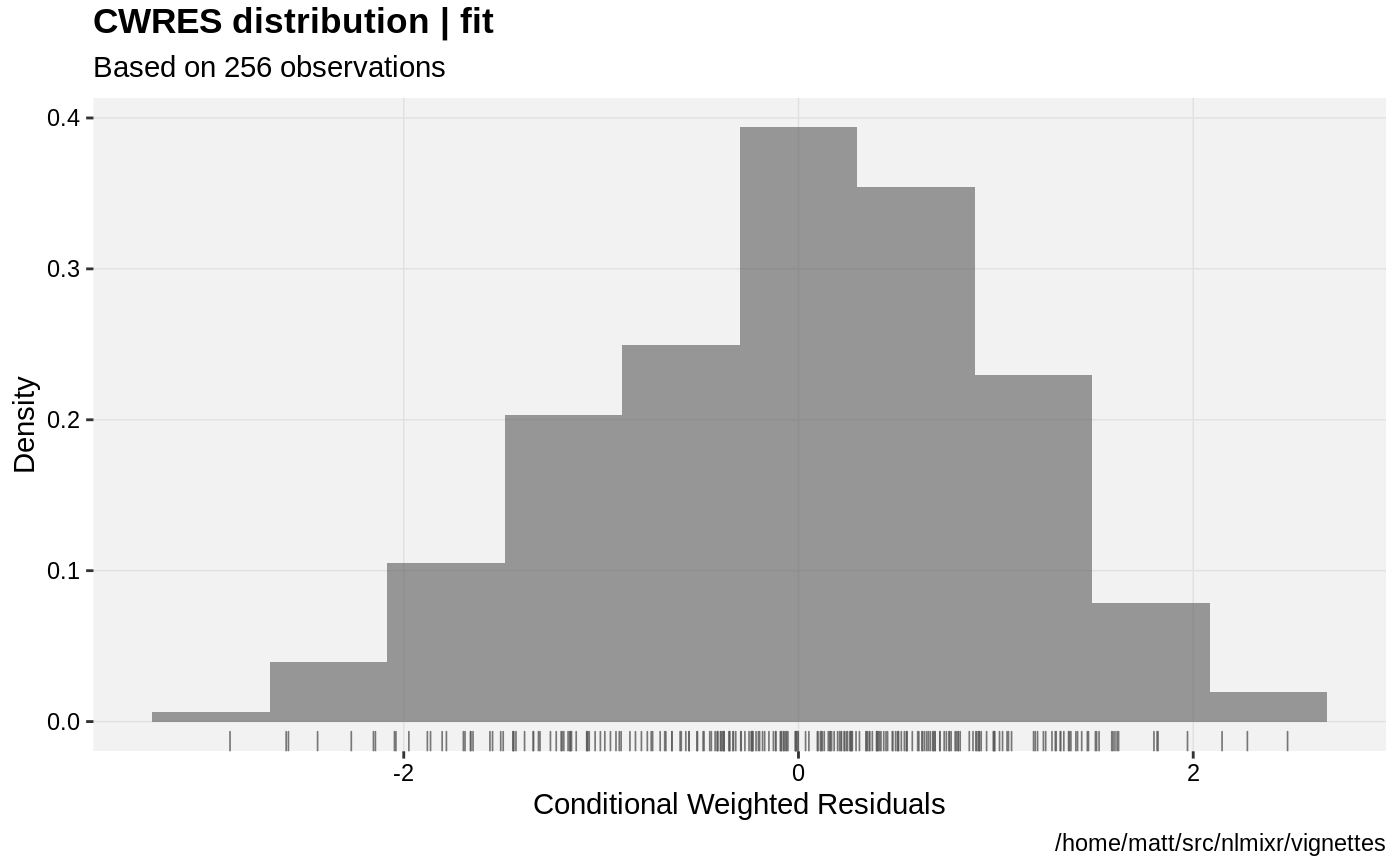 CWRES distribution | fit
Based on 256 observations
0.4
0.3
0.2
0.1
0.0
Density
-2
0
2
Conditional Weighted Residuals
/home/matt/src/nlmixr/vignettes